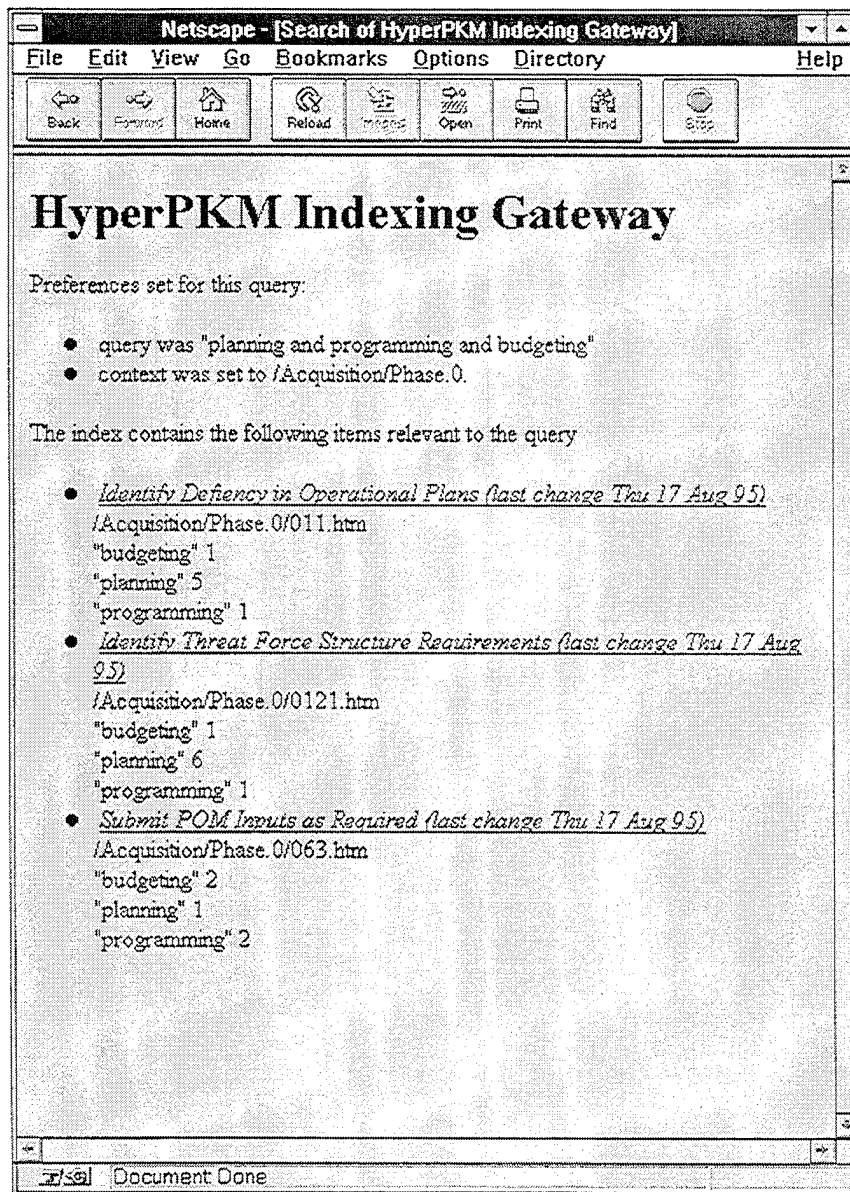 Netscape - [Search of HyperPKM Indexing Gateway]
File Edit View Go Bookmarks Options Directory Help
Back Forward Home Reload Images Open Print Find Stop
HyperPKM Indexing Gateway
Preferences set for this query:
● query was "planning and programming and budgeting"
● context was set to /Acquisition/Phase.0.
The index contains the following items relevant to the query
● Identify Defiency in Operational Plans (last change Thu 17 Aug 95)
/Acquisition/Phase.0/011.htm
"budgeting" 1
"planning" 5
"programming" 1
● Identify Threat Force Structure Requirements (last change Thu 17 Aug
95)
/Acquisition/Phase.0/0121.htm
"budgeting" 1
"planning" 6
"programming" 1
● Submit POM Inputs as Required (last change Thu 17 Aug 95)
/Acquisition/Phase.0/063.htm
"budgeting" 2
"planning" 1
"programming" 2
Document: Done